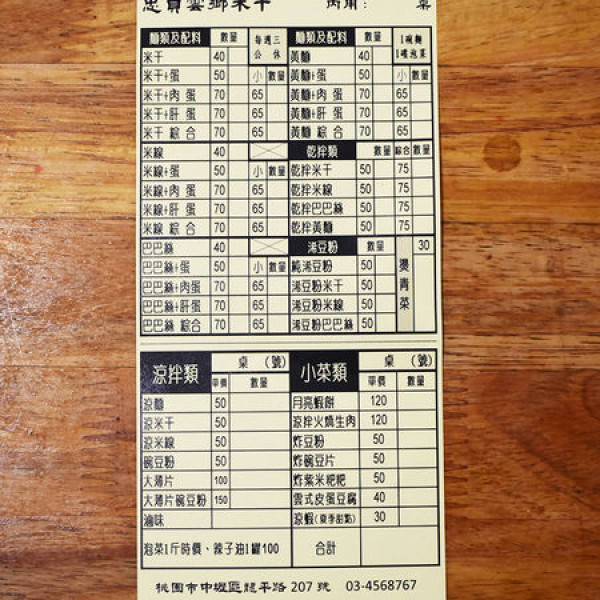 忠貞雲鄉米干 內用: 桌
麵類及配料 數量 每週三公休 麵類及配料 數量 1碗麵1碟泡菜
米干 40 黃麵 40
米干+蛋 50 小 數量 黃麵+蛋 50 小 數量
米干+肉 蛋 70 65 黃麵+肉 蛋 70 65
米干+肝 蛋 70 65 黃麵+肝 蛋 70 65
米干 綜 合 70 65 黃麵 綜 合 70 65
米線 40 乾拌類 數量 綜合 數量
米線+蛋 50 小 數量 乾拌米干 50 75
米線+肉 蛋 70 65 乾拌米線 50 75
米線+肝 蛋 70 65 乾拌巴巴絲 50 75
米線 綜 合 70 65 乾拌黃麵 50 75
巴巴絲 40 浠豆粉 數量 燙青菜 30
巴巴絲+蛋 50 小 數量 純浠豆粉 50
巴巴絲+肉蛋 70 65 浠豆粉米干 50
巴巴絲+肝蛋 70 65 浠豆粉米線 50
巴巴絲 綜合 70 65 浠豆粉巴巴絲 50
涼拌類 桌 (號) 小菜類 桌 (號)
單價 數量 單價 數量
涼麵 50 月亮蝦餅 120
涼米干 50 涼拌火燒生肉 120
涼米線 50 炸豆粉 50
碗豆粉 50 炸碗豆片 50
大薄片 100 炸紫米粑粑 50
大薄片碗豆粉 150 雲式皮蛋豆腐 40
滷味 涼蝦(夏季甜點) 30
泡菜1斤時價、辣子油1罐100 合計
桃園市中壢區龍平路 207 號 03-4568767